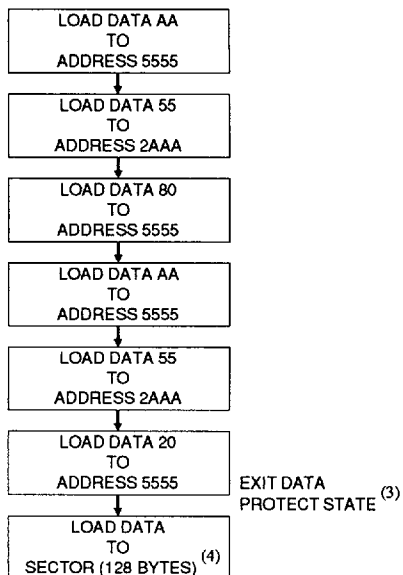 LOAD DATA AA
TO
ADDRESS 5555
LOAD DATA 55
TO
ADDRESS 2AAA
LOAD DATA 80
TO
ADDRESS 5555
LOAD DATA AA
TO
ADDRESS 5555
LOAD DATA 55
TO
ADDRESS 2AAA
LOAD DATA 20
TO
ADDRESS 5555
EXIT DATA
PROTECT STATE (3)
LOAD DATA
TO
SECTOR (128 BYTES) (4)